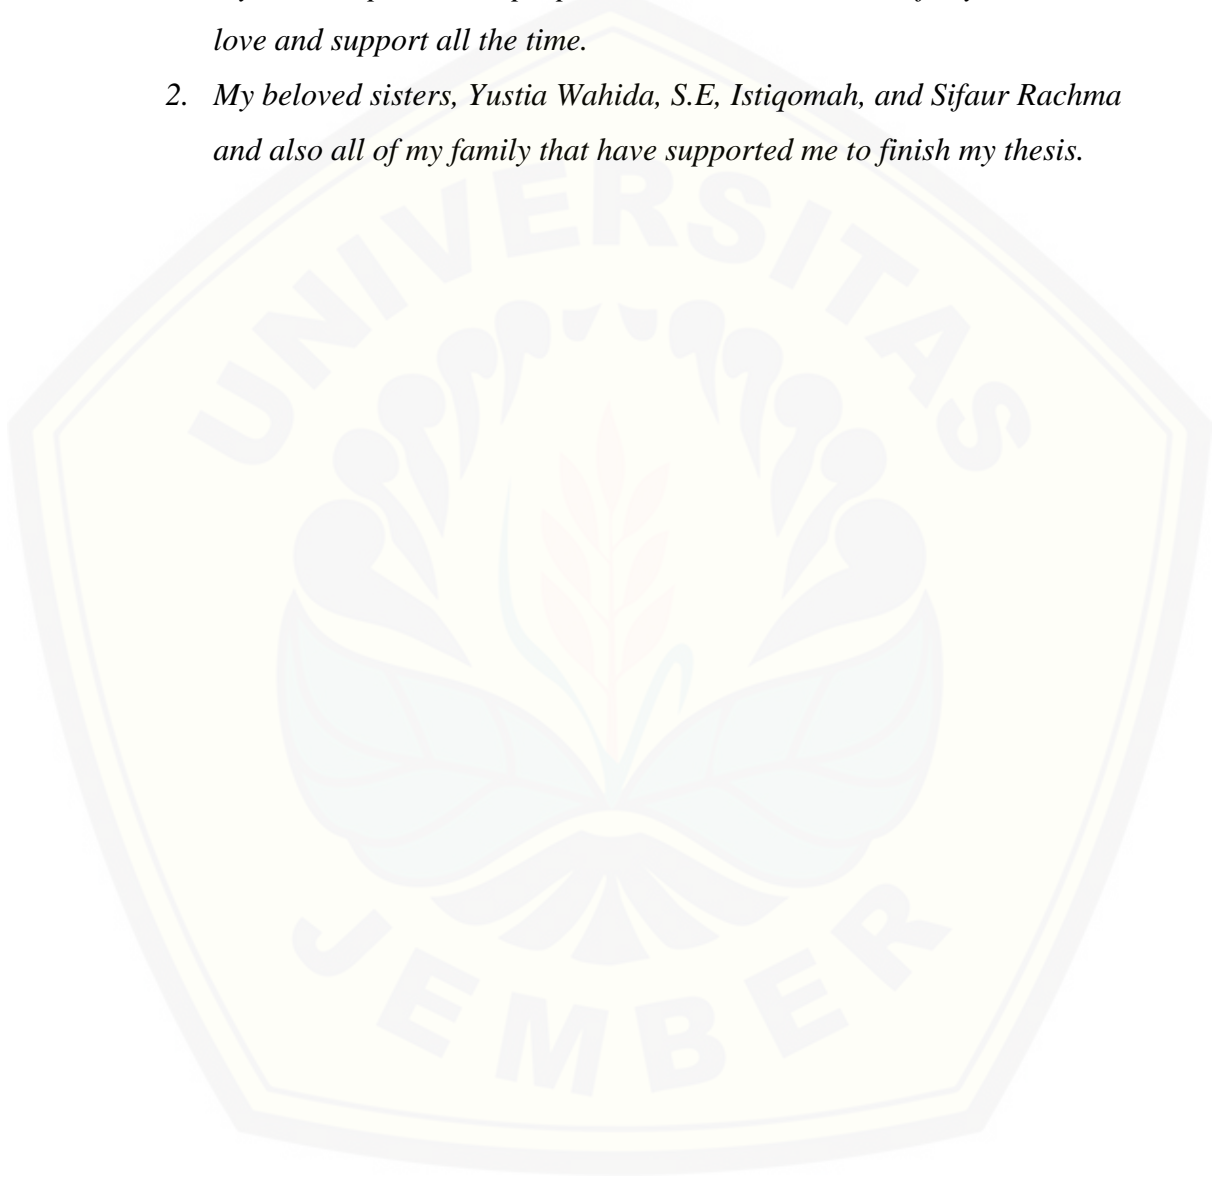 love and support all the time.
2. My beloved sisters, Yustia Wahida, S.E, Istiqomah, and Sifaur Rachma
and also all of my family that have supported me to finish my thesis.
UNIVERSITAS
JEMBER